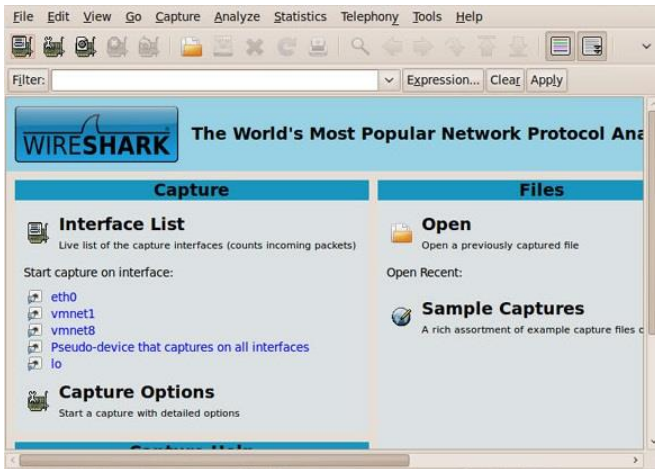 File Edit View Go Capture Analyze Statistics Telephony Tools Help
Filter: Expression... Clear Apply
WIRESHARK
The World's Most Popular Network Protocol Ana
Capture
Interface List
Live list of the capture interfaces (counts incoming packets)
Start capture on interface:
eth0
vmnet1
vmnet8
Pseudo-device that captures on all interfaces
lo
Capture Options
Start a capture with detailed options
Files
Open
Open a previously captured file
Open Recent:
Sample Captures
A rich assortment of example capture files